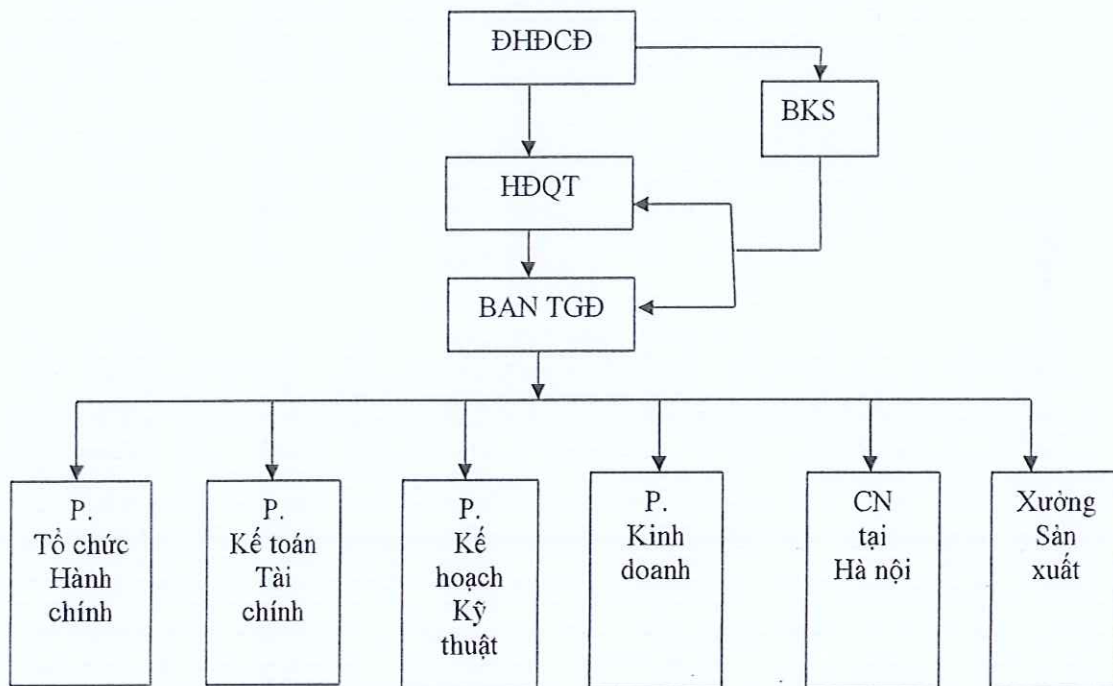 ĐHĐCĐ
BKS
HĐQT
BAN TGĐ
P.
Tổ chức
Hành
chính
P.
Kế toán
Tài
chính
P.
Kế
hoạch
Kỹ
thuật
P.
Kinh
doanh
CN
tại
Hà nội
Xưởng
Sản
xuất